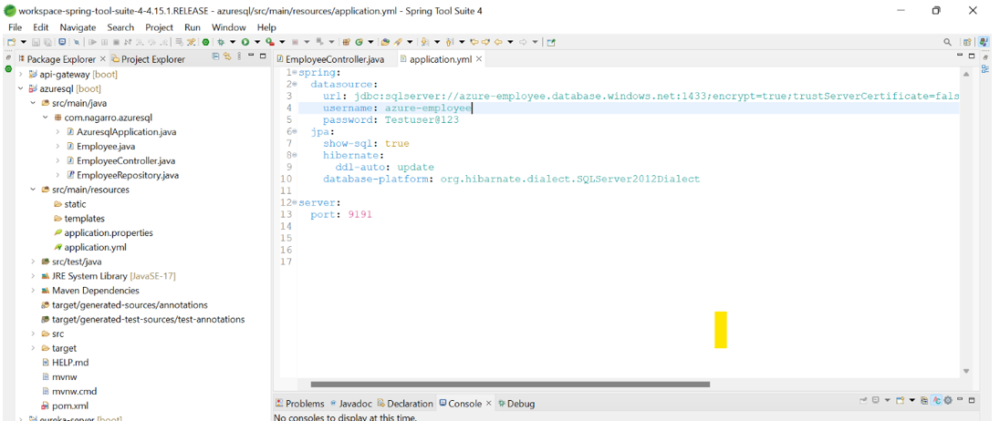 workspace-spring-tool-suite-4-4.15.1.RELEASE - azuresql/src/main/resources/application.yml - Spring Tool Suite 4
File Edit Navigate Search Project Run Window Help
Package Explorer
Project Explorer
api-gateway [boot]
azuresql [boot]
src/main/java
com.nagarro.azuresql
AzuresqlApplication.java
Employee.java
EmployeeController.java
EmployeeRepository.java
src/main/resources
static
templates
application.properties
application.yml
src/test/java
JRE System Library [JavaSE-17]
Maven Dependencies
target/generated-sources/annotations
target/generated-test-sources/test-annotations
src
target
HELP.md
mvnw
mvnw.cmd
pom.xml
eureka-server [boot]
EmployeeController.java
application.yml
1 spring:
2 datasource:
3 url: jdbc:sqlserver://azure-employee.database.windows.net:1433;encrypt=true;trustServerCertificate=fals
4 username: azure-employee
5 password: Testuser@123
6 jpa:
7 show-sql: true
8 hibernate:
9 ddl-auto: update
10 database-platform: org.hibarnate.dialect.SQLServer2012Dialect
11
12 server:
13 port: 9191
14
15
16
17
Problems Javadoc Declaration Console Debug
No consoles to display at this time.